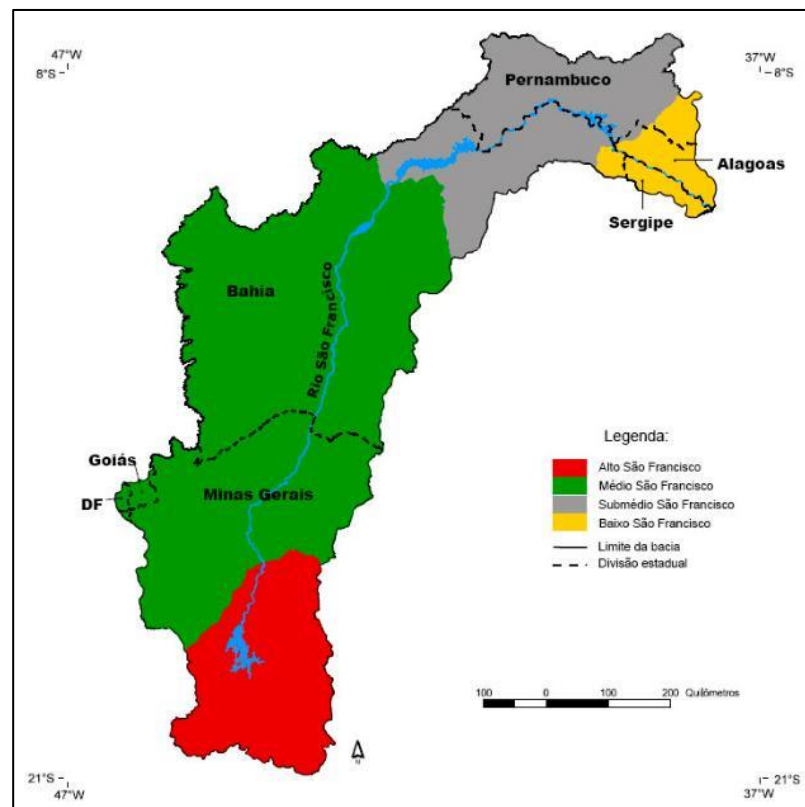 47°W
8°S
37°W
8°S
Pernambuco
Alagoas
Sergipe
Bahia
Rio São Francisco
Goiás
DF
Minas Gerais
Legenda:
Alto São Francisco
Médio São Francisco
Submédio São Francisco
Baixo São Francisco
Limite da bacia
Divisão estadual
100 0 100 200 Quilômetros
21°S
47°W
21°S
37°W